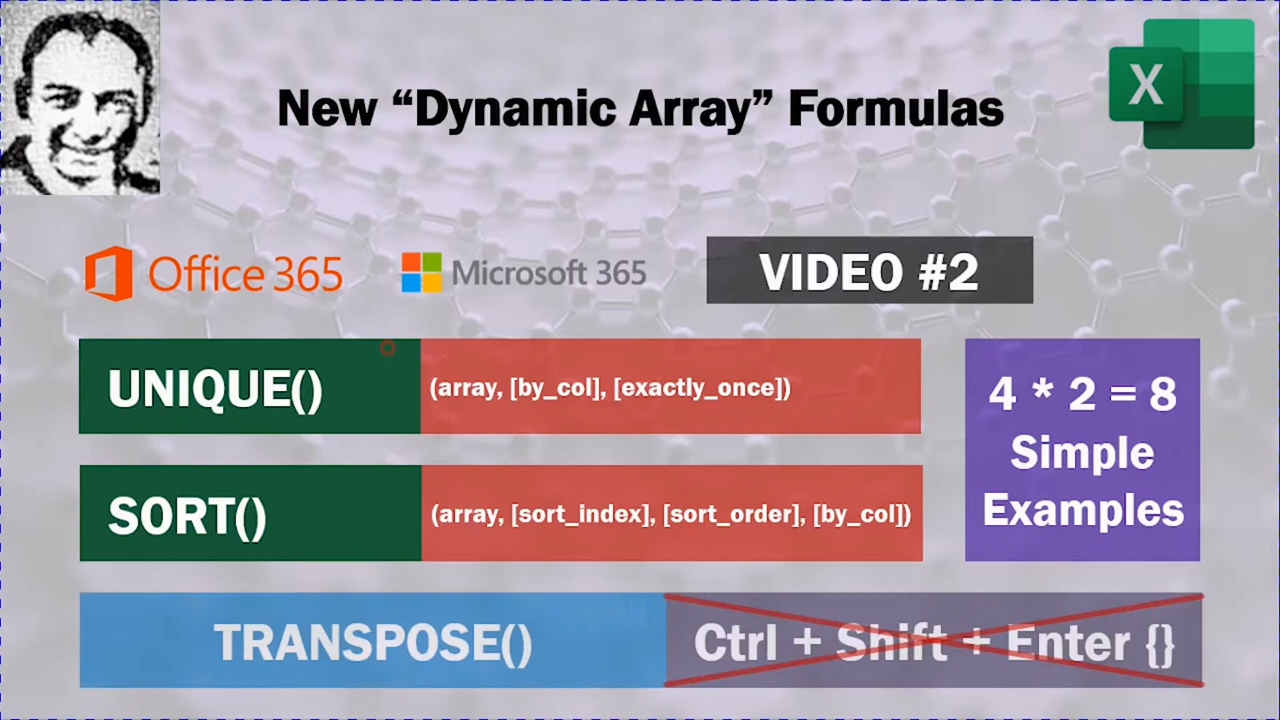 New “Dynamic Array” Formulas
X
Office 365
Microsoft 365
VIDEO #2
UNIQUE()
(array, [by_col], [exactly_once])
SORT()
(array, [sort_index], [sort_order], [by_col])
4 * 2 = 8
Simple
Examples
TRANSPOSE()
Ctrl + Shift + Enter {}